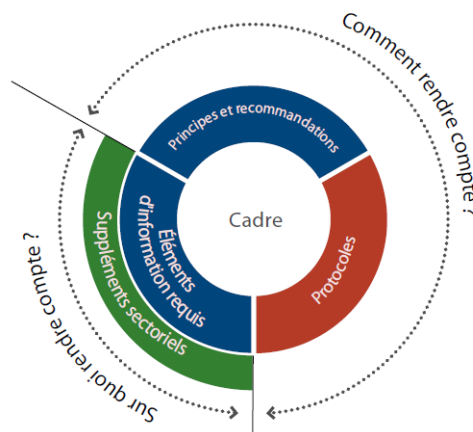 Comment rendre compte ?
Principes et recommandations
Cadre
Protocoles
Éléments
d'information requis
Suppléments sectoriels
Sur quoi rendre compte ?